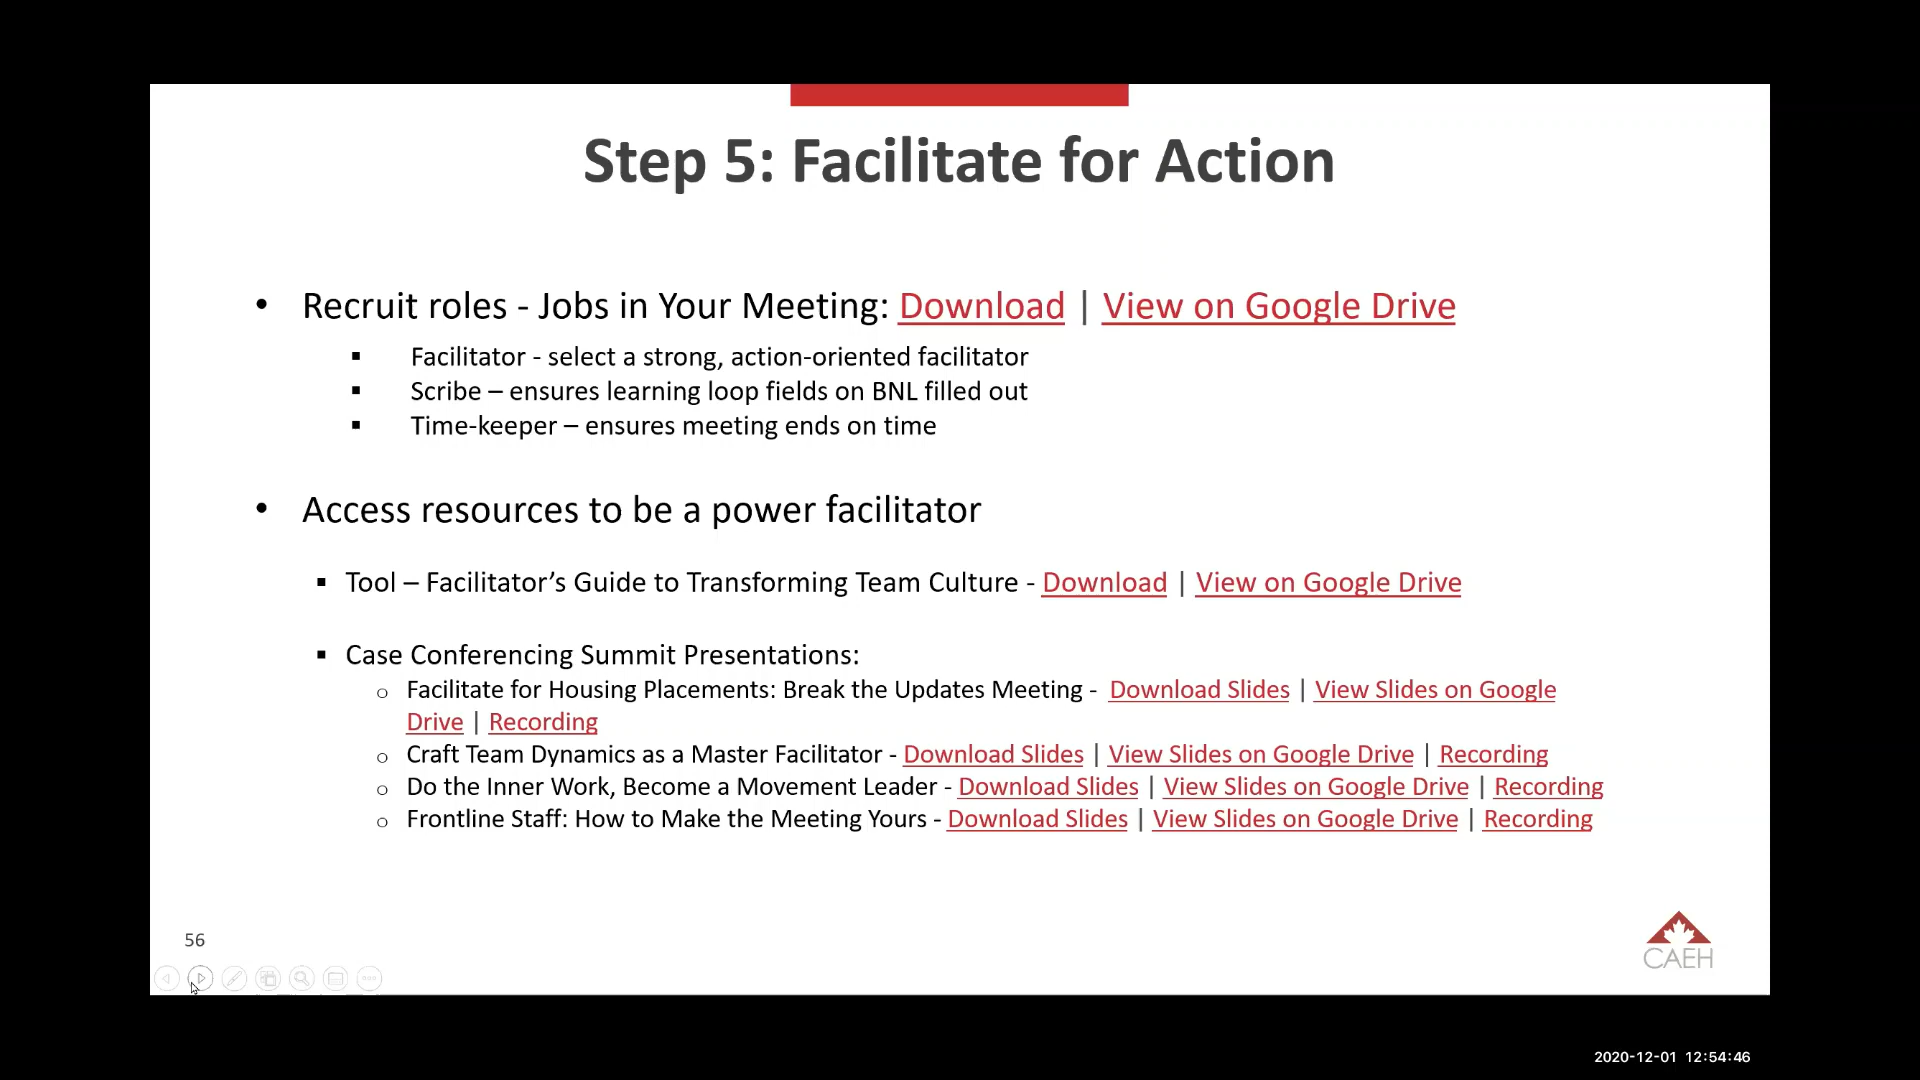 Step 5: Facilitate for Action
• Recruit roles - Jobs in Your Meeting: Download | View on Google Drive
▪ Facilitator - select a strong, action-oriented facilitator
▪ Scribe – ensures learning loop fields on BNL filled out
▪ Time-keeper – ensures meeting ends on time
• Access resources to be a power facilitator
▪ Tool – Facilitator’s Guide to Transforming Team Culture - Download | View on Google Drive
▪ Case Conferencing Summit Presentations:
o Facilitate for Housing Placements: Break the Updates Meeting - Download Slides | View Slides on Google
Drive | Recording
o Craft Team Dynamics as a Master Facilitator - Download Slides | View Slides on Google Drive | Recording
o Do the Inner Work, Become a Movement Leader - Download Slides | View Slides on Google Drive | Recording
o Frontline Staff: How to Make the Meeting Yours - Download Slides | View Slides on Google Drive | Recording
56
CAEH
2020-12-01 12:54:46